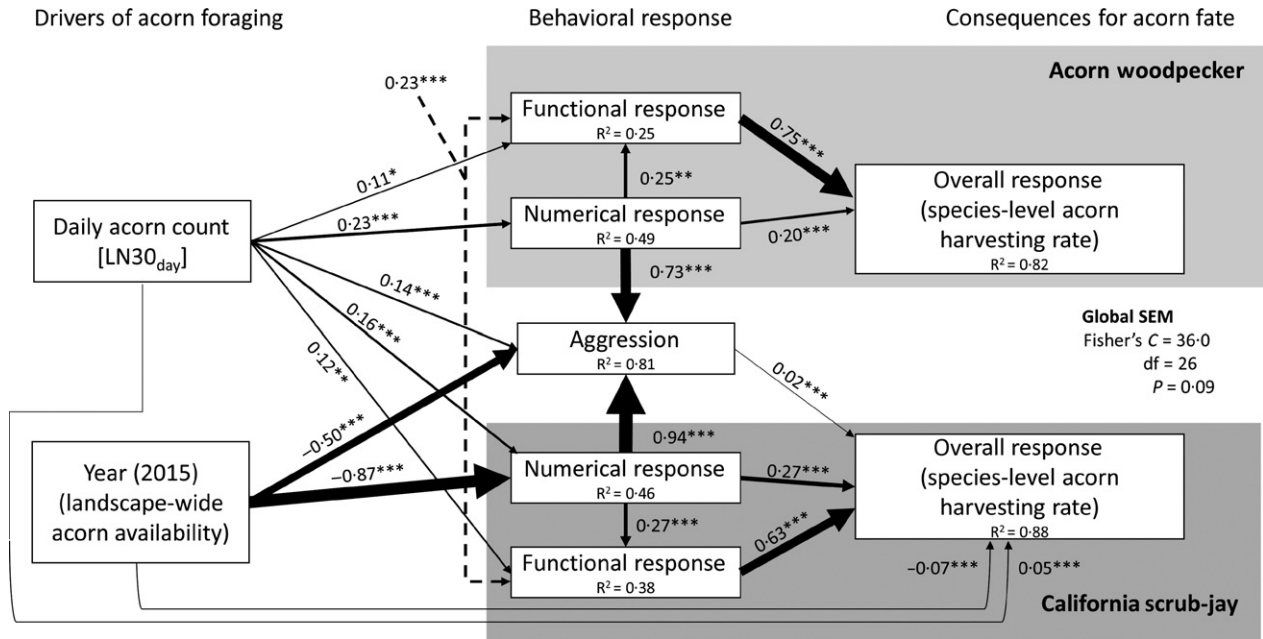 Drivers of acorn foraging
Behavioral response
Consequences for acorn fate
Acorn woodpecker
0·23***
Functional response
R² = 0·25
0·75***
0·11*
0·25**
Overall response
(species-level acorn
harvesting rate)
R² = 0·82
Daily acorn count
[LN30day]
0·23***
Numerical response
R² = 0·49
0·20***
0·73***
0·14***
0·16***
0·12**
Aggression
R² = 0·81
Global SEM
Fisher's C = 36·0
df = 26
P = 0·09
0·02***
−0·50***
−0·87***
0·94***
Year (2015)
(landscape-wide
acorn availability)
Numerical response
R² = 0·46
0·27***
Overall response
(species-level acorn
harvesting rate)
R² = 0·88
0·27***
0·63***
Functional response
R² = 0·38
−0·07***
0·05***
California scrub-jay